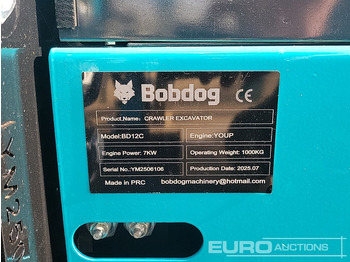 Bobdog CE
Product.Name: CRAWLER EXCAVATOR
Model:BD12C Engine:YOUP
Engine Power: 7KW Operating Weight: 1000KG
Serial No.:YM2506106 Production Date: 2025.07
Made in PRC bobdogmachinery@hotmail.com
EURO AUCTIONS